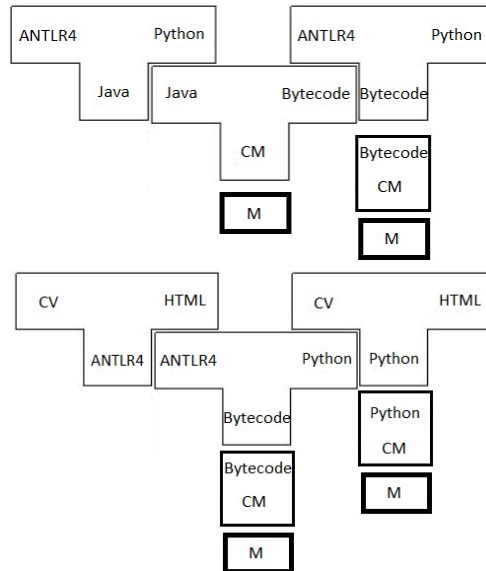 ANTLR4 Python ANTLR4 Python
Java Java Bytecode Bytecode
CM Bytecode
CM
M
M
CV HTML CV HTML
ANTLR4 ANTLR4 Python Python
Bytecode Python
CM
Bytecode
CM
M
M